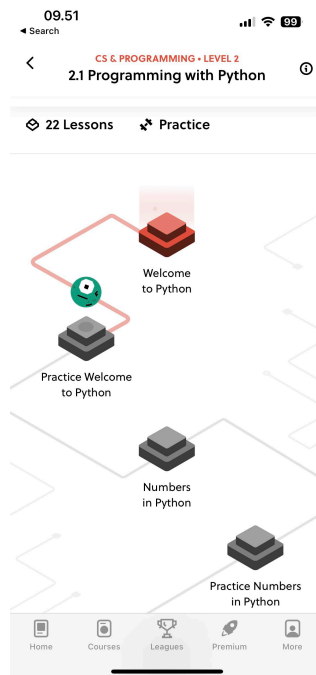 09.51
99
Search
CS & PROGRAMMING • LEVEL 2
2.1 Programming with Python
22 Lessons
Practice
Welcome
to Python
Practice Welcome
to Python
Numbers
in Python
Practice Numbers
in Python
Home
Courses
Leagues
Premium
More